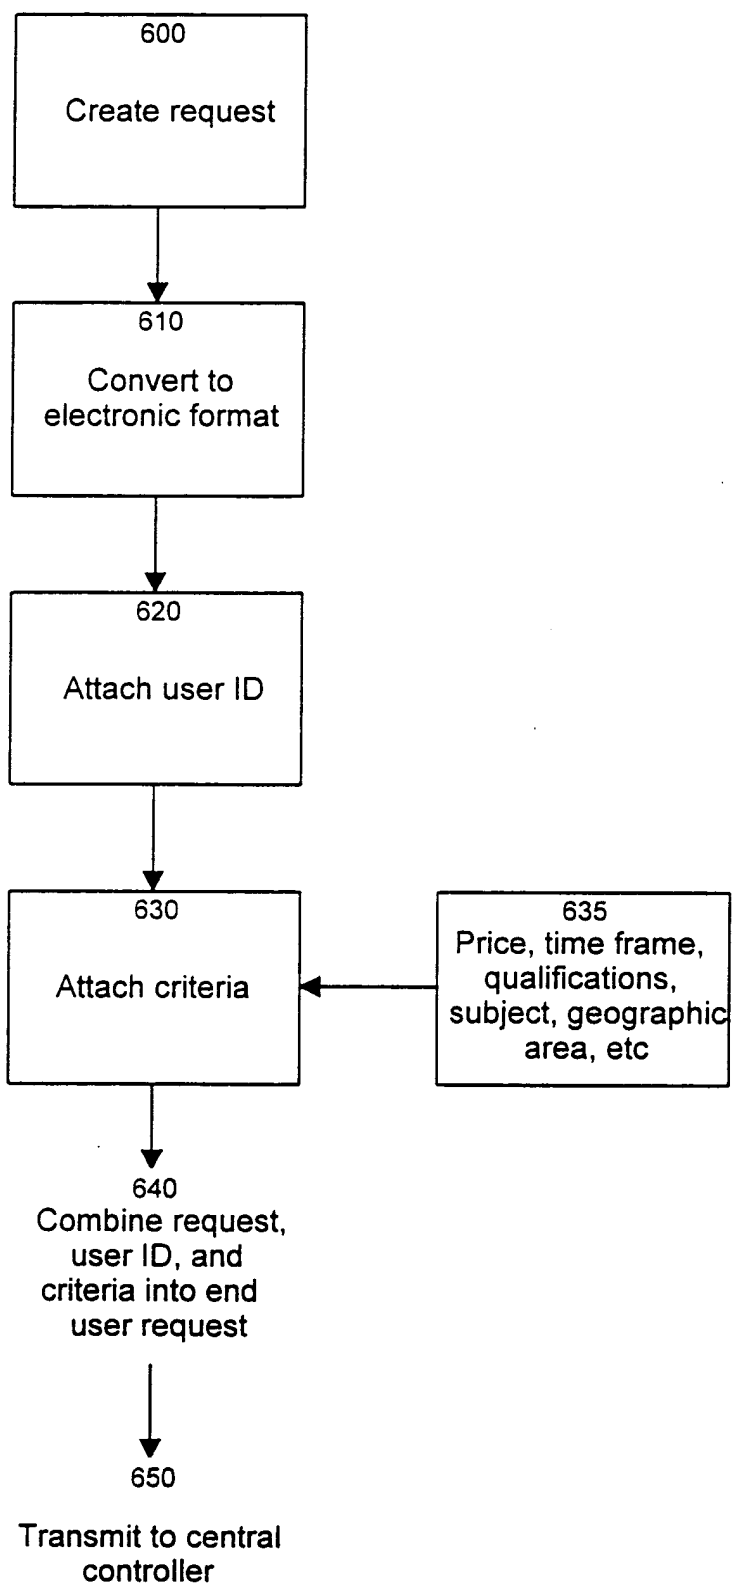 600
Create request
610
Convert to
electronic format
620
Attach user ID
630
Attach criteria
635
Price, time frame,
qualifications,
subject, geographic
area, etc
640
Combine request,
user ID, and
criteria into end
user request
650
Transmit to central
controller